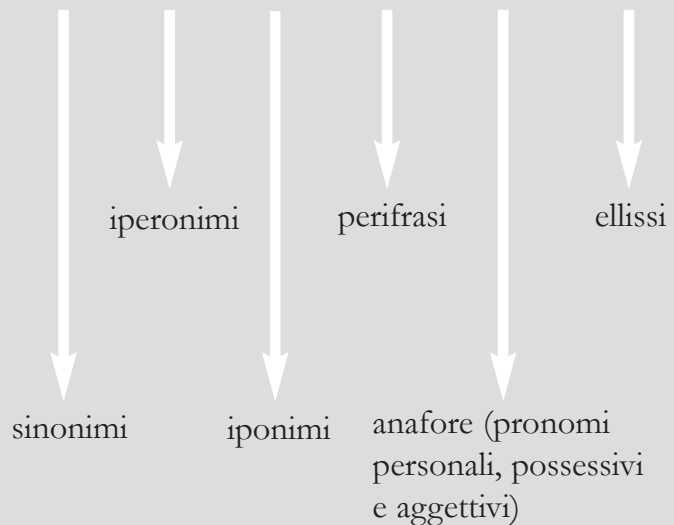 iperonimi
perifrasi
ellissi
sinonimi
iponimi
anafore (pronomi
personali, possessivi
e aggettivi)